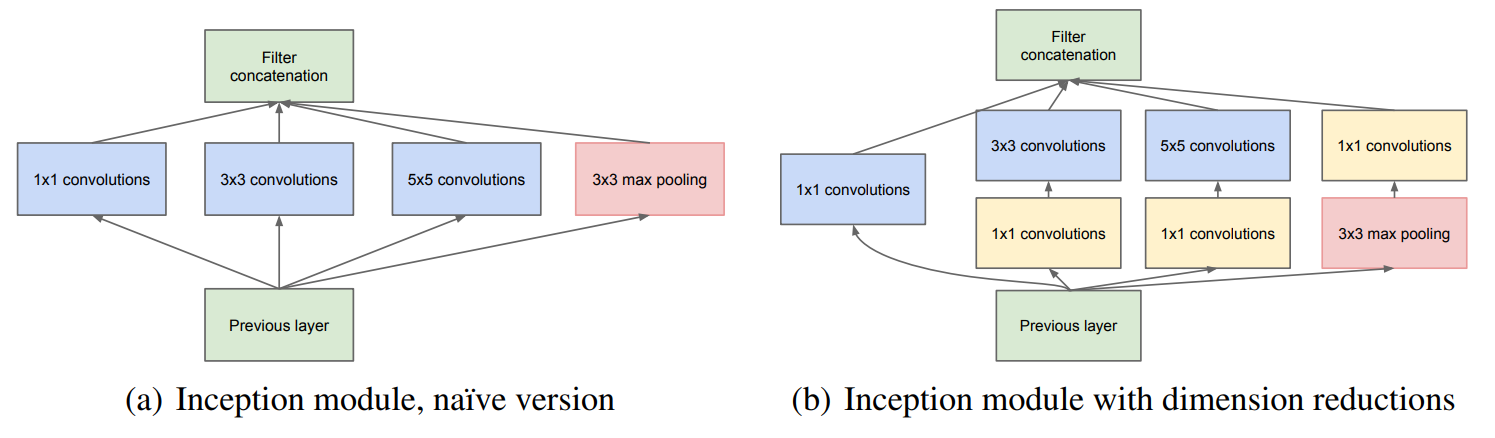 Filter
concatenation
1x1 convolutions
3x3 convolutions
5x5 convolutions
3x3 max pooling
Previous layer
(a) Inception module, naïve version
Filter
concatenation
3x3 convolutions
5x5 convolutions
1x1 convolutions
1x1 convolutions
1x1 convolutions
1x1 convolutions
3x3 max pooling
Previous layer
(b) Inception module with dimension reductions